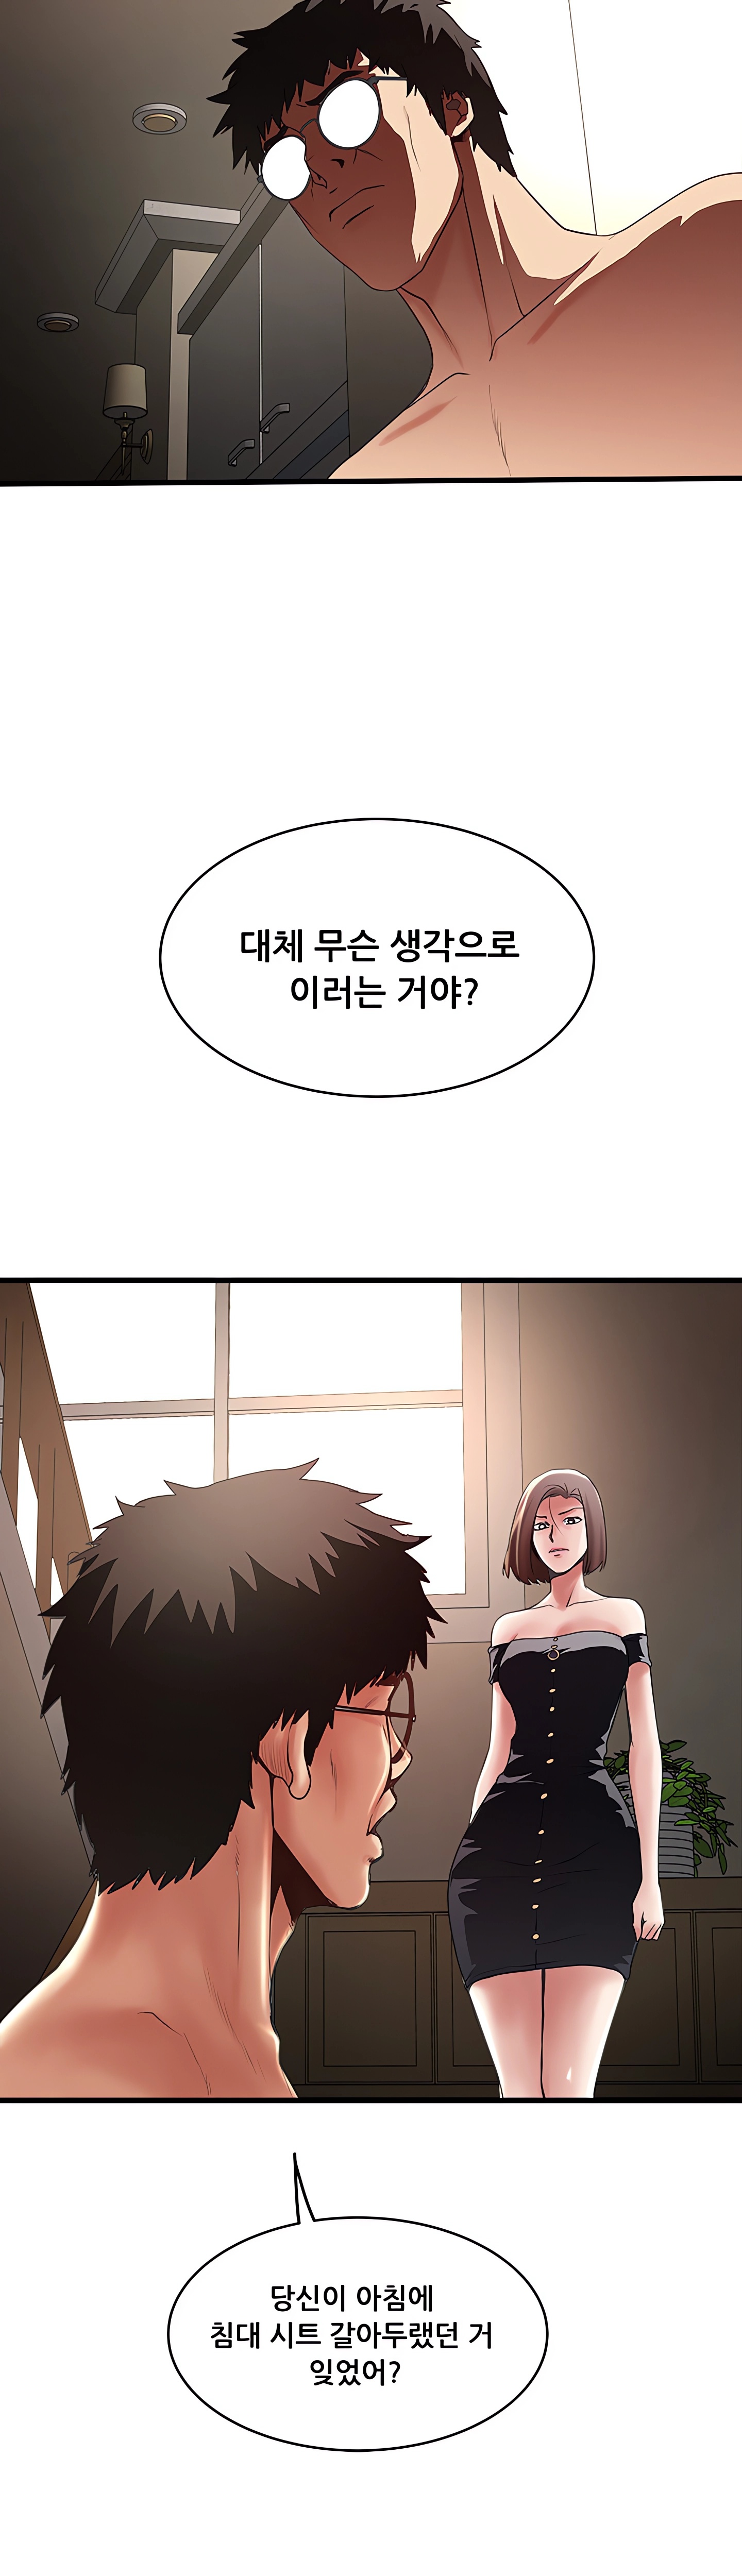 대체 무슨 생각으로
이러는 거야?
당신이 아침에
침대 시트 갈아두랬던 거
잊었어?